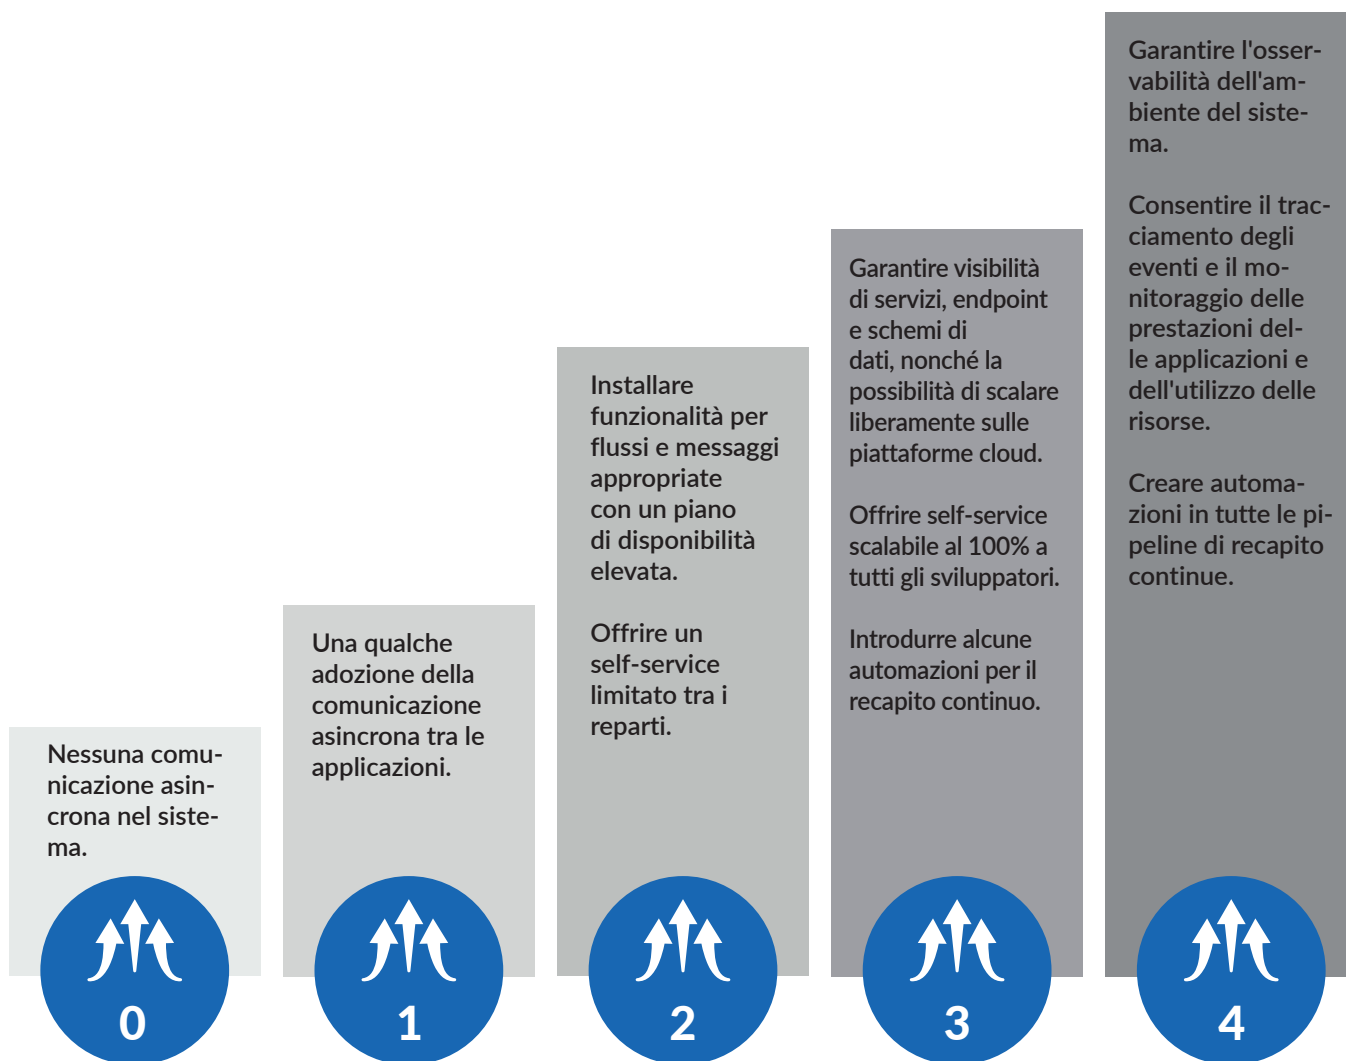 Nessuna comu-
nicazione asin-
crona nel siste-
ma.
0
Una qualche
adozione della
comunicazione
asincrona tra le
applicazioni.
1
Installare
funzionalità per
flussi e messaggi
appropriate
con un piano
di disponibilità
elevata.
Offrire un
self-service
limitato tra i
reparti.
2
Garantire visibilità
di servizi, endpoint
e schemi di
dati, nonché la
possibilità di scalare
liberamente sulle
piattaforme cloud.
Offrire self-service
scalabile al 100% a
tutti gli sviluppatori.
Introdurre alcune
automazioni per il
recapito continuo.
3
Garantire l'osser-
vabilità dell'am-
biente del siste-
ma.
Consentire il trac-
ciamento degli
eventi e il mo-
nitoraggio delle
prestazioni del-
le applicazioni e
dell'utilizzo delle
risorse.
Creare automa-
zioni in tutte le pi-
peline di recapito
continue.
4